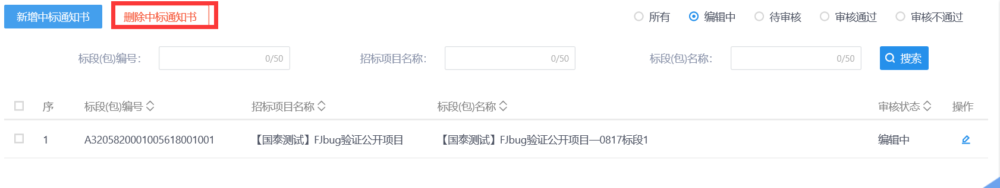 新增中标通知书 删除中标通知书 所有 编辑中 待审核 审核通过 审核不通过
标段(包)编号: 0/50 招标项目名称: 0/50 标段(包)名称: 0/50 搜索
序 标段(包)编号 招标项目名称 标段(包)名称 审核状态 操作
1 A3205820001005618001001 【国泰测试】FJbug验证公开项目 【国泰测试】FJbug验证公开项目—0817标段1 编辑中